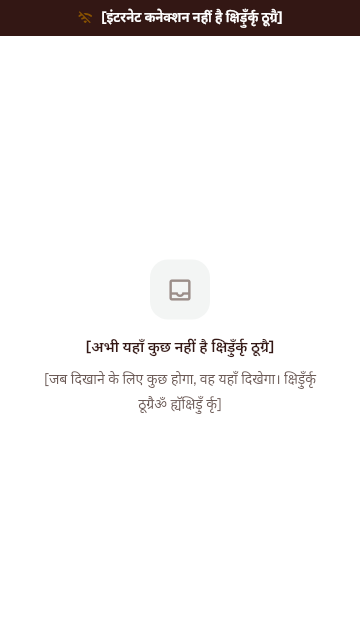 [इंटरनेट कनेक्शन नहीं है क्षिड़ुँर्कृ ठूग्रै]
[अभी यहाँ कुछ नहीं है क्षिड़ुँर्कृ ठूग्रै]
[जब दिखाने के लिए कुछ होगा, वह यहाँ दिखेगा। क्षिड़ुँर्कृ
ठूग्रैॐ ह्यॅक्षिड़ुँ र्कृ]